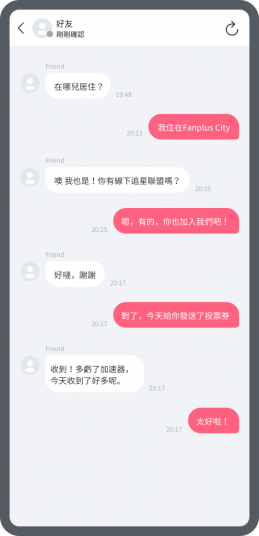 好友
剛剛確認
Friend
在哪兒居住？
19:46
我住在Fanplus City
20:13
Friend
噢 我也是！你有線下追星聯盟嗎？
20:15
嗯，有的，你也加入我們吧！
20:15
Friend
好噠，謝謝
20:17
對了，今天給你發送了投票券
20:17
Friend
收到！多虧了加速器，
今天收到了好多呢。
20:17
太好啦！
20:17